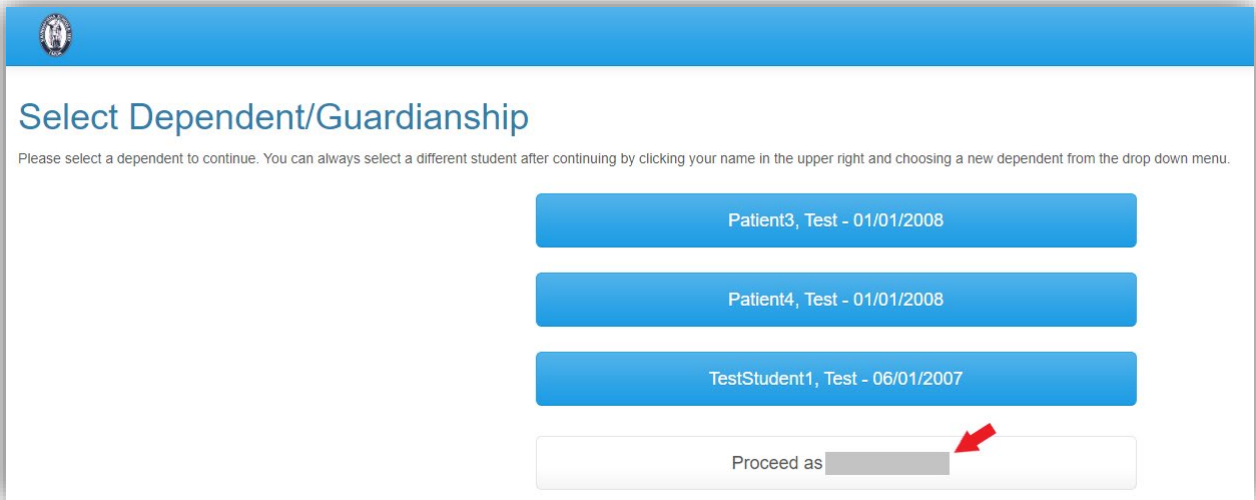 Select Dependent/Guardianship
Please select a dependent to continue. You can always select a different student after continuing by clicking your name in the upper right and choosing a new dependent from the drop down menu.
Patient3, Test - 01/01/2008
Patient4, Test - 01/01/2008
TestStudent1, Test - 06/01/2007
Proceed as